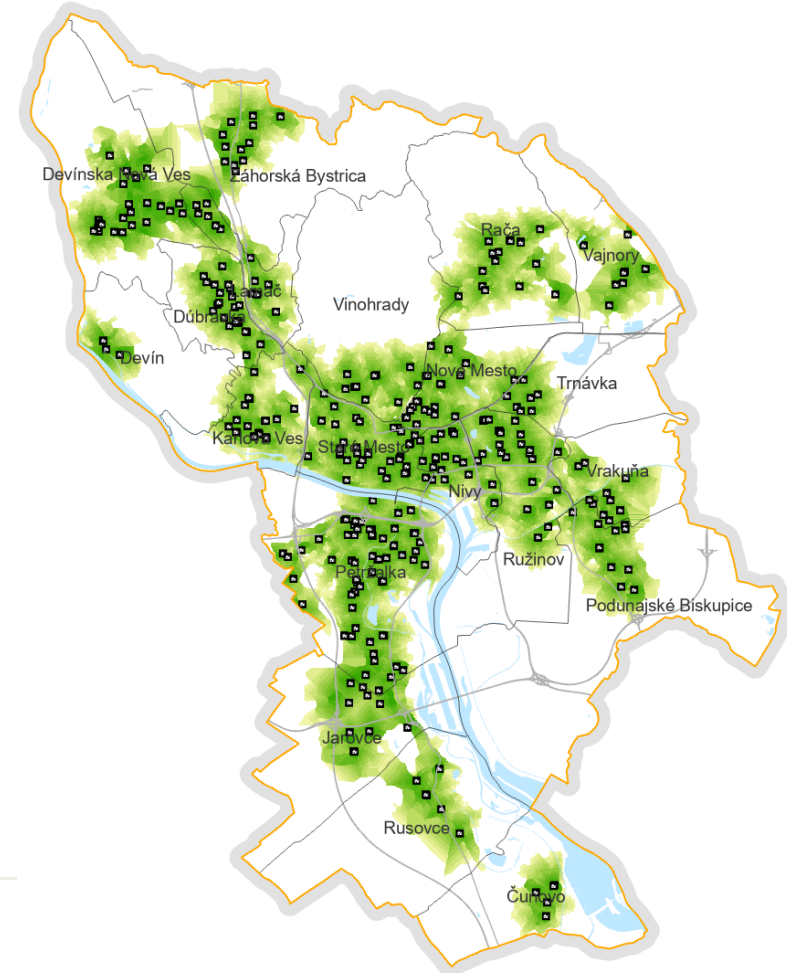 Devínska Nová Ves
Záhorská Bystrica
Rača
Vajnory
Lamač
Vinohrady
Dúbravka
Devín
Nové Mesto
Trnávka
Karlova Ves
Staré Mesto
Vrakuňa
Nivy
Ružinov
Petržalka
Podunajské Biskupice
Jarovce
Rusovce
Čunovo